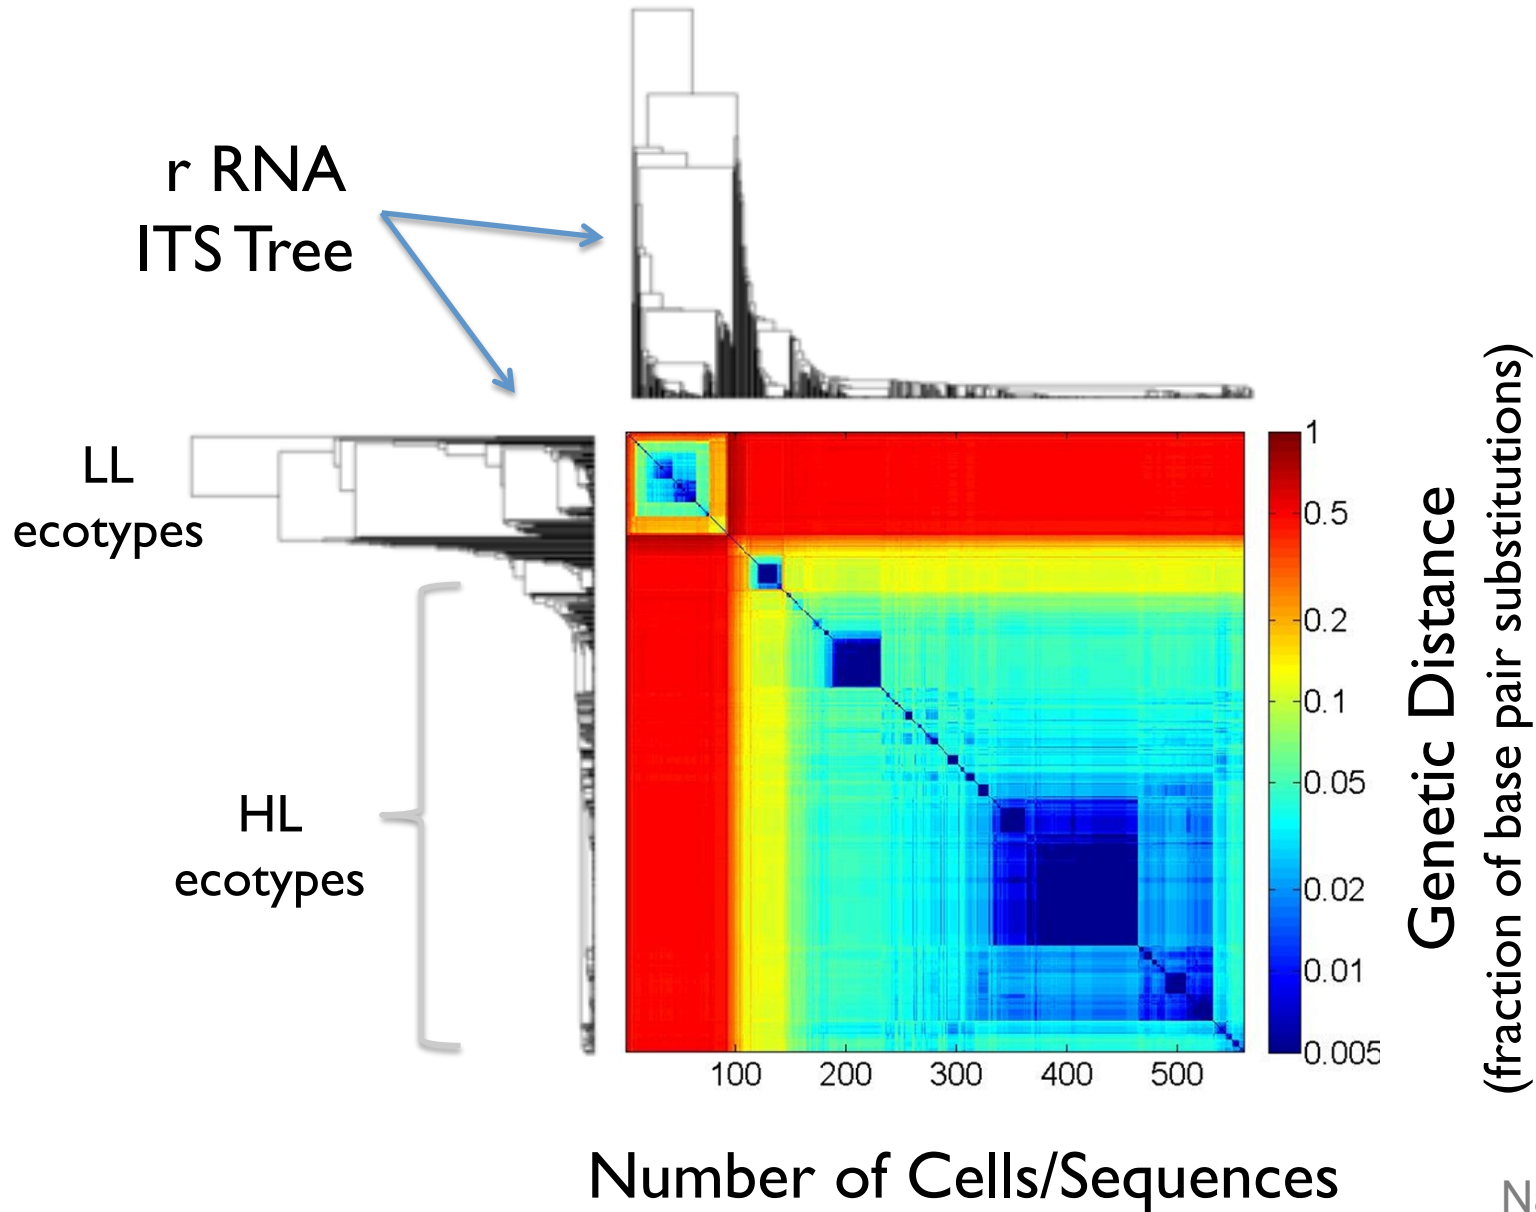 r RNA
ITS Tree
LL
ecotypes
HL
ecotypes
1
0.5
0.2
0.1
0.05
0.02
0.01
0.005
Genetic Distance
(fraction of base pair substitutions)
100 200 300 400 500
Number of Cells/Sequences